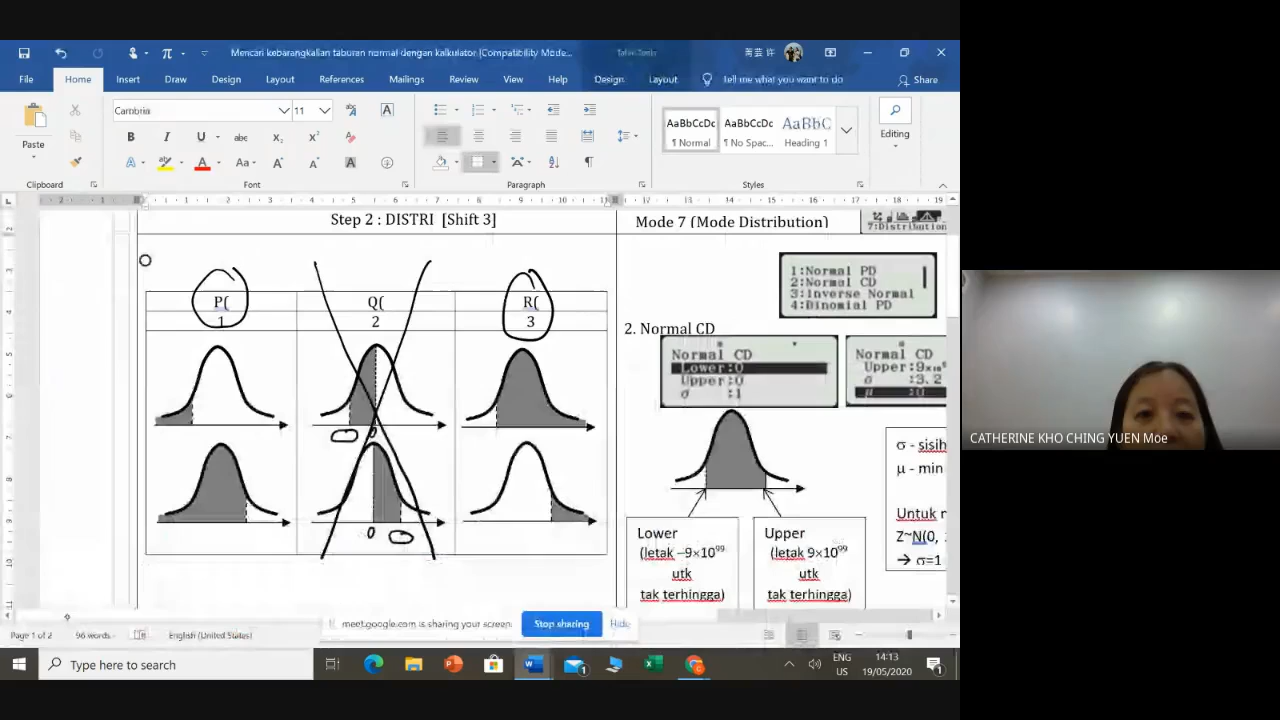 Mencari kebarangkalian taburan normal dengan kalkulator [Compatibility Mode...
Table Tools
File Home Insert Draw Design Layout References Mailings Review View Help Design Layout Tell me what you want to do Share
Cambria 11
Paste
AaBbCcDc AaBbCcDc AaBbC
¶ Normal ¶ No Spac... Heading 1
Editing
Clipboard Font Paragraph Styles
Step 2 : DISTRI [Shift 3]
P( Q( R(
1 2 3
0
0
Mode 7 (Mode Distribution)
7:Distribution
1:Normal PD
2:Normal CD
3:Inverse Normal
4:Binomial PD
2. Normal CD
Normal CD
Lower:0
Upper:0
σ :1
Normal CD
σ :3.2
μ :0
Lower
(letak −9×10⁹⁹
utk
tak terhingga)
Upper
(letak 9×10⁹⁹
utk
tak terhingga)
σ - sisih
μ - min
Untuk
Z~N(0,
→ σ=1
meet.google.com is sharing your screen.
Stop sharing
Hide
Page 1 of 2 96 words English (United States)
Type here to search
ENG
US
14:13
19/05/2020
CATHERINE KHO CHING YUEN Moe